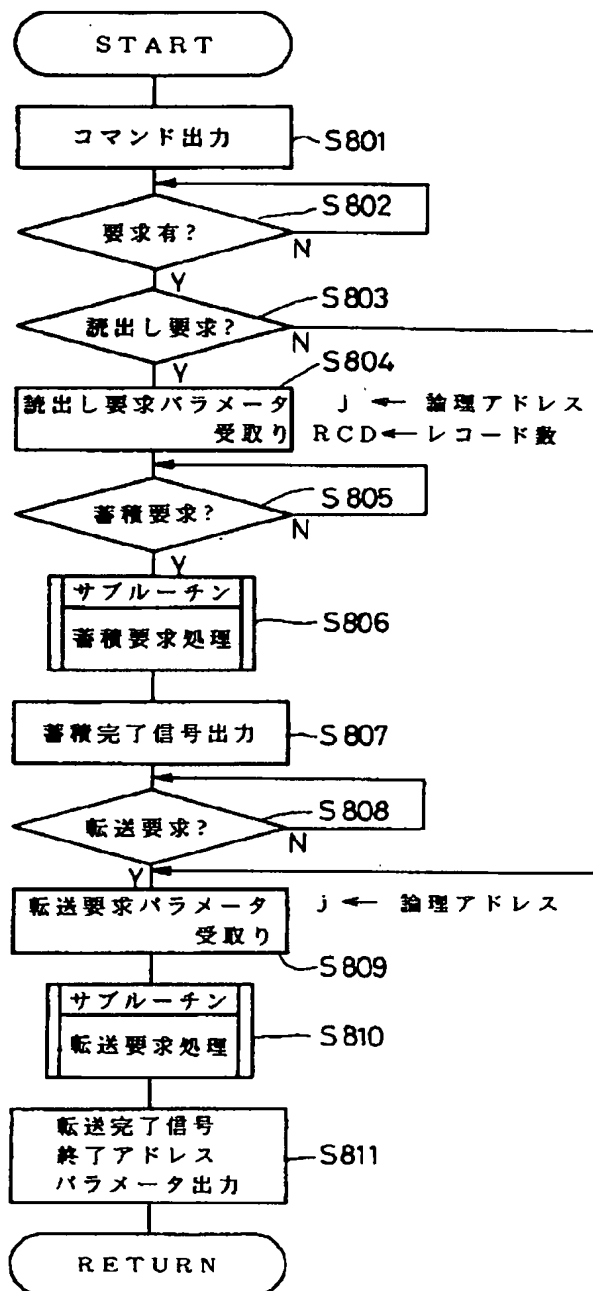 START
コマンド出力
S801
S802
要求有?
N
Y
S803
読出し要求?
N
Y
S804
読出し要求パラメータ
受取り
j ← 論理アドレス
RCD←レコード数
S805
蓄積要求?
N
Y
サブルーチン
蓄積要求処理
S806
蓄積完了信号出力
S807
S808
転送要求?
N
Y
転送要求パラメータ
受取り
j ← 論理アドレス
S809
サブルーチン
転送要求処理
S810
転送完了信号
終了アドレス
パラメータ出力
S811
RETURN